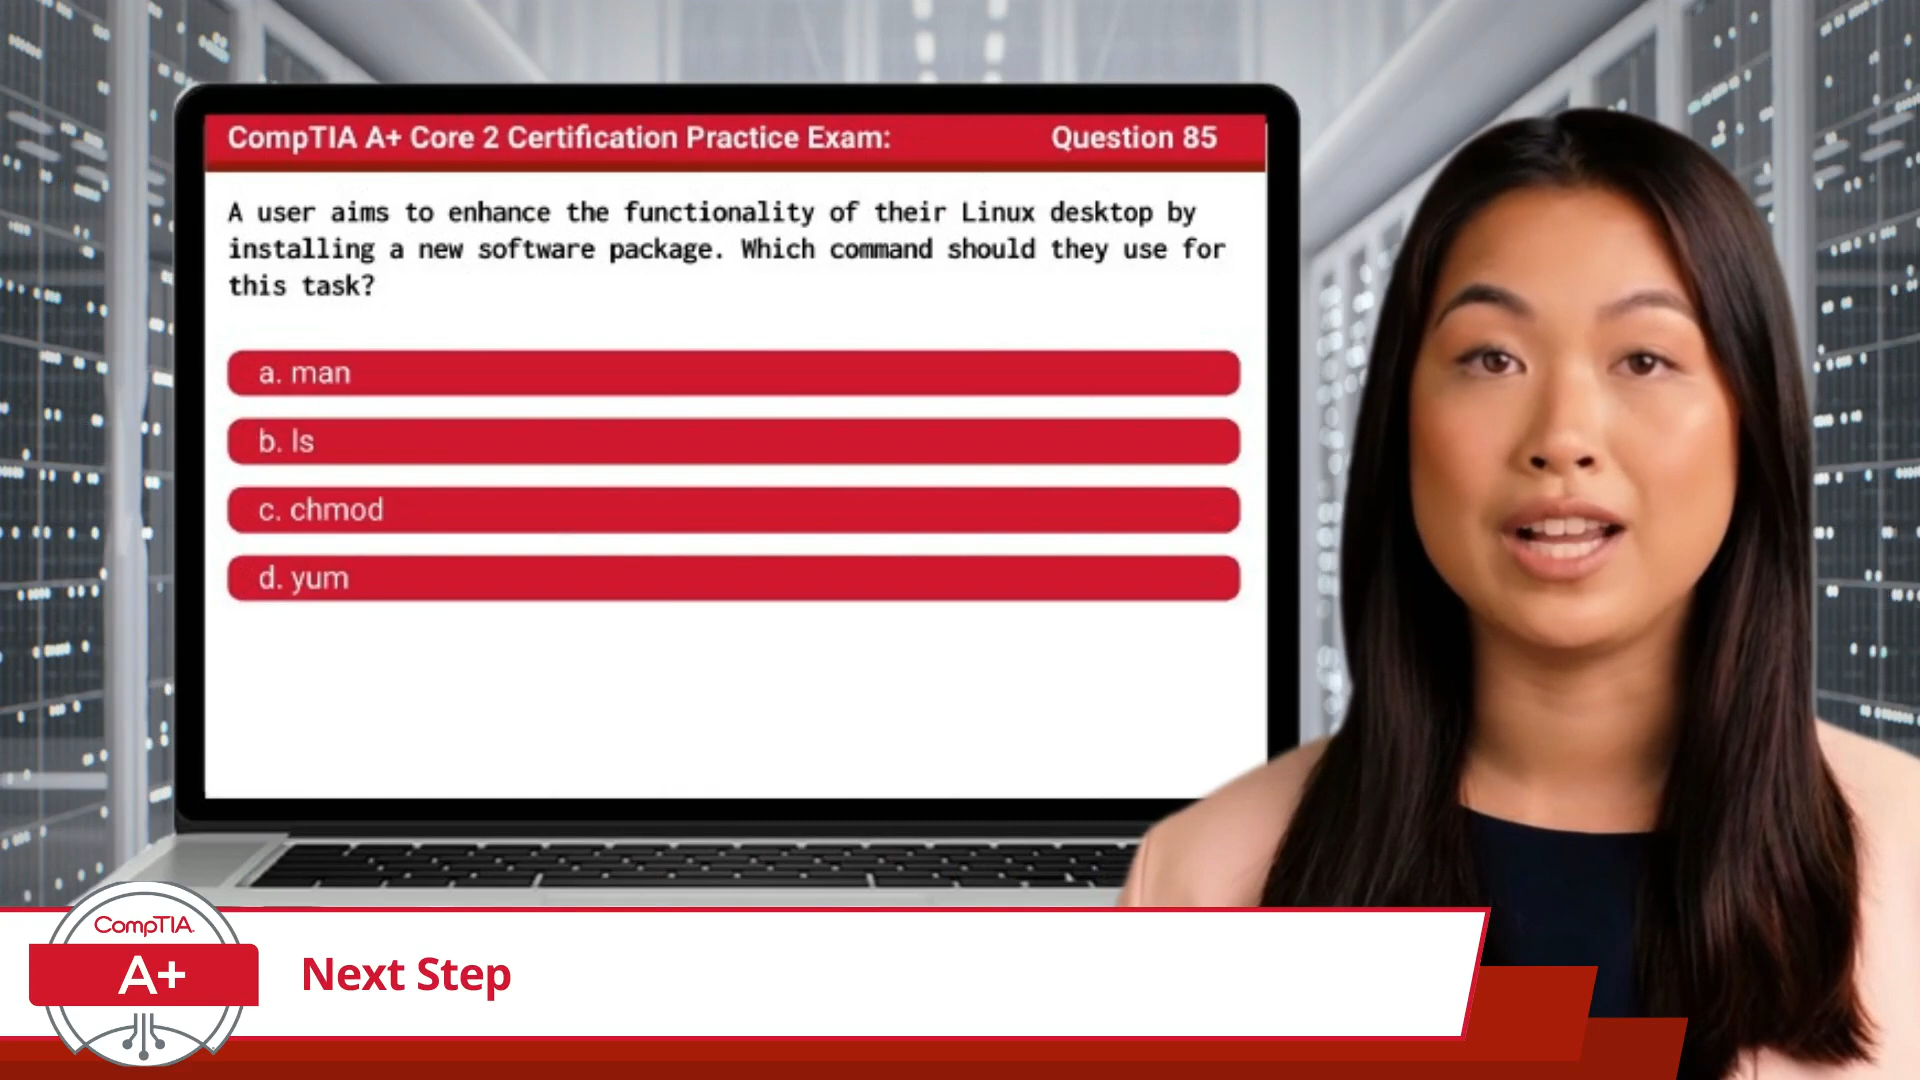 CompTIA A+ Core 2 Certification Practice Exam: Question 85
A user aims to enhance the functionality of their Linux desktop by
installing a new software package. Which command should they use for
this task?
a. man
b. ls
c. chmod
d. yum
CompTIA.
A+
Next Step